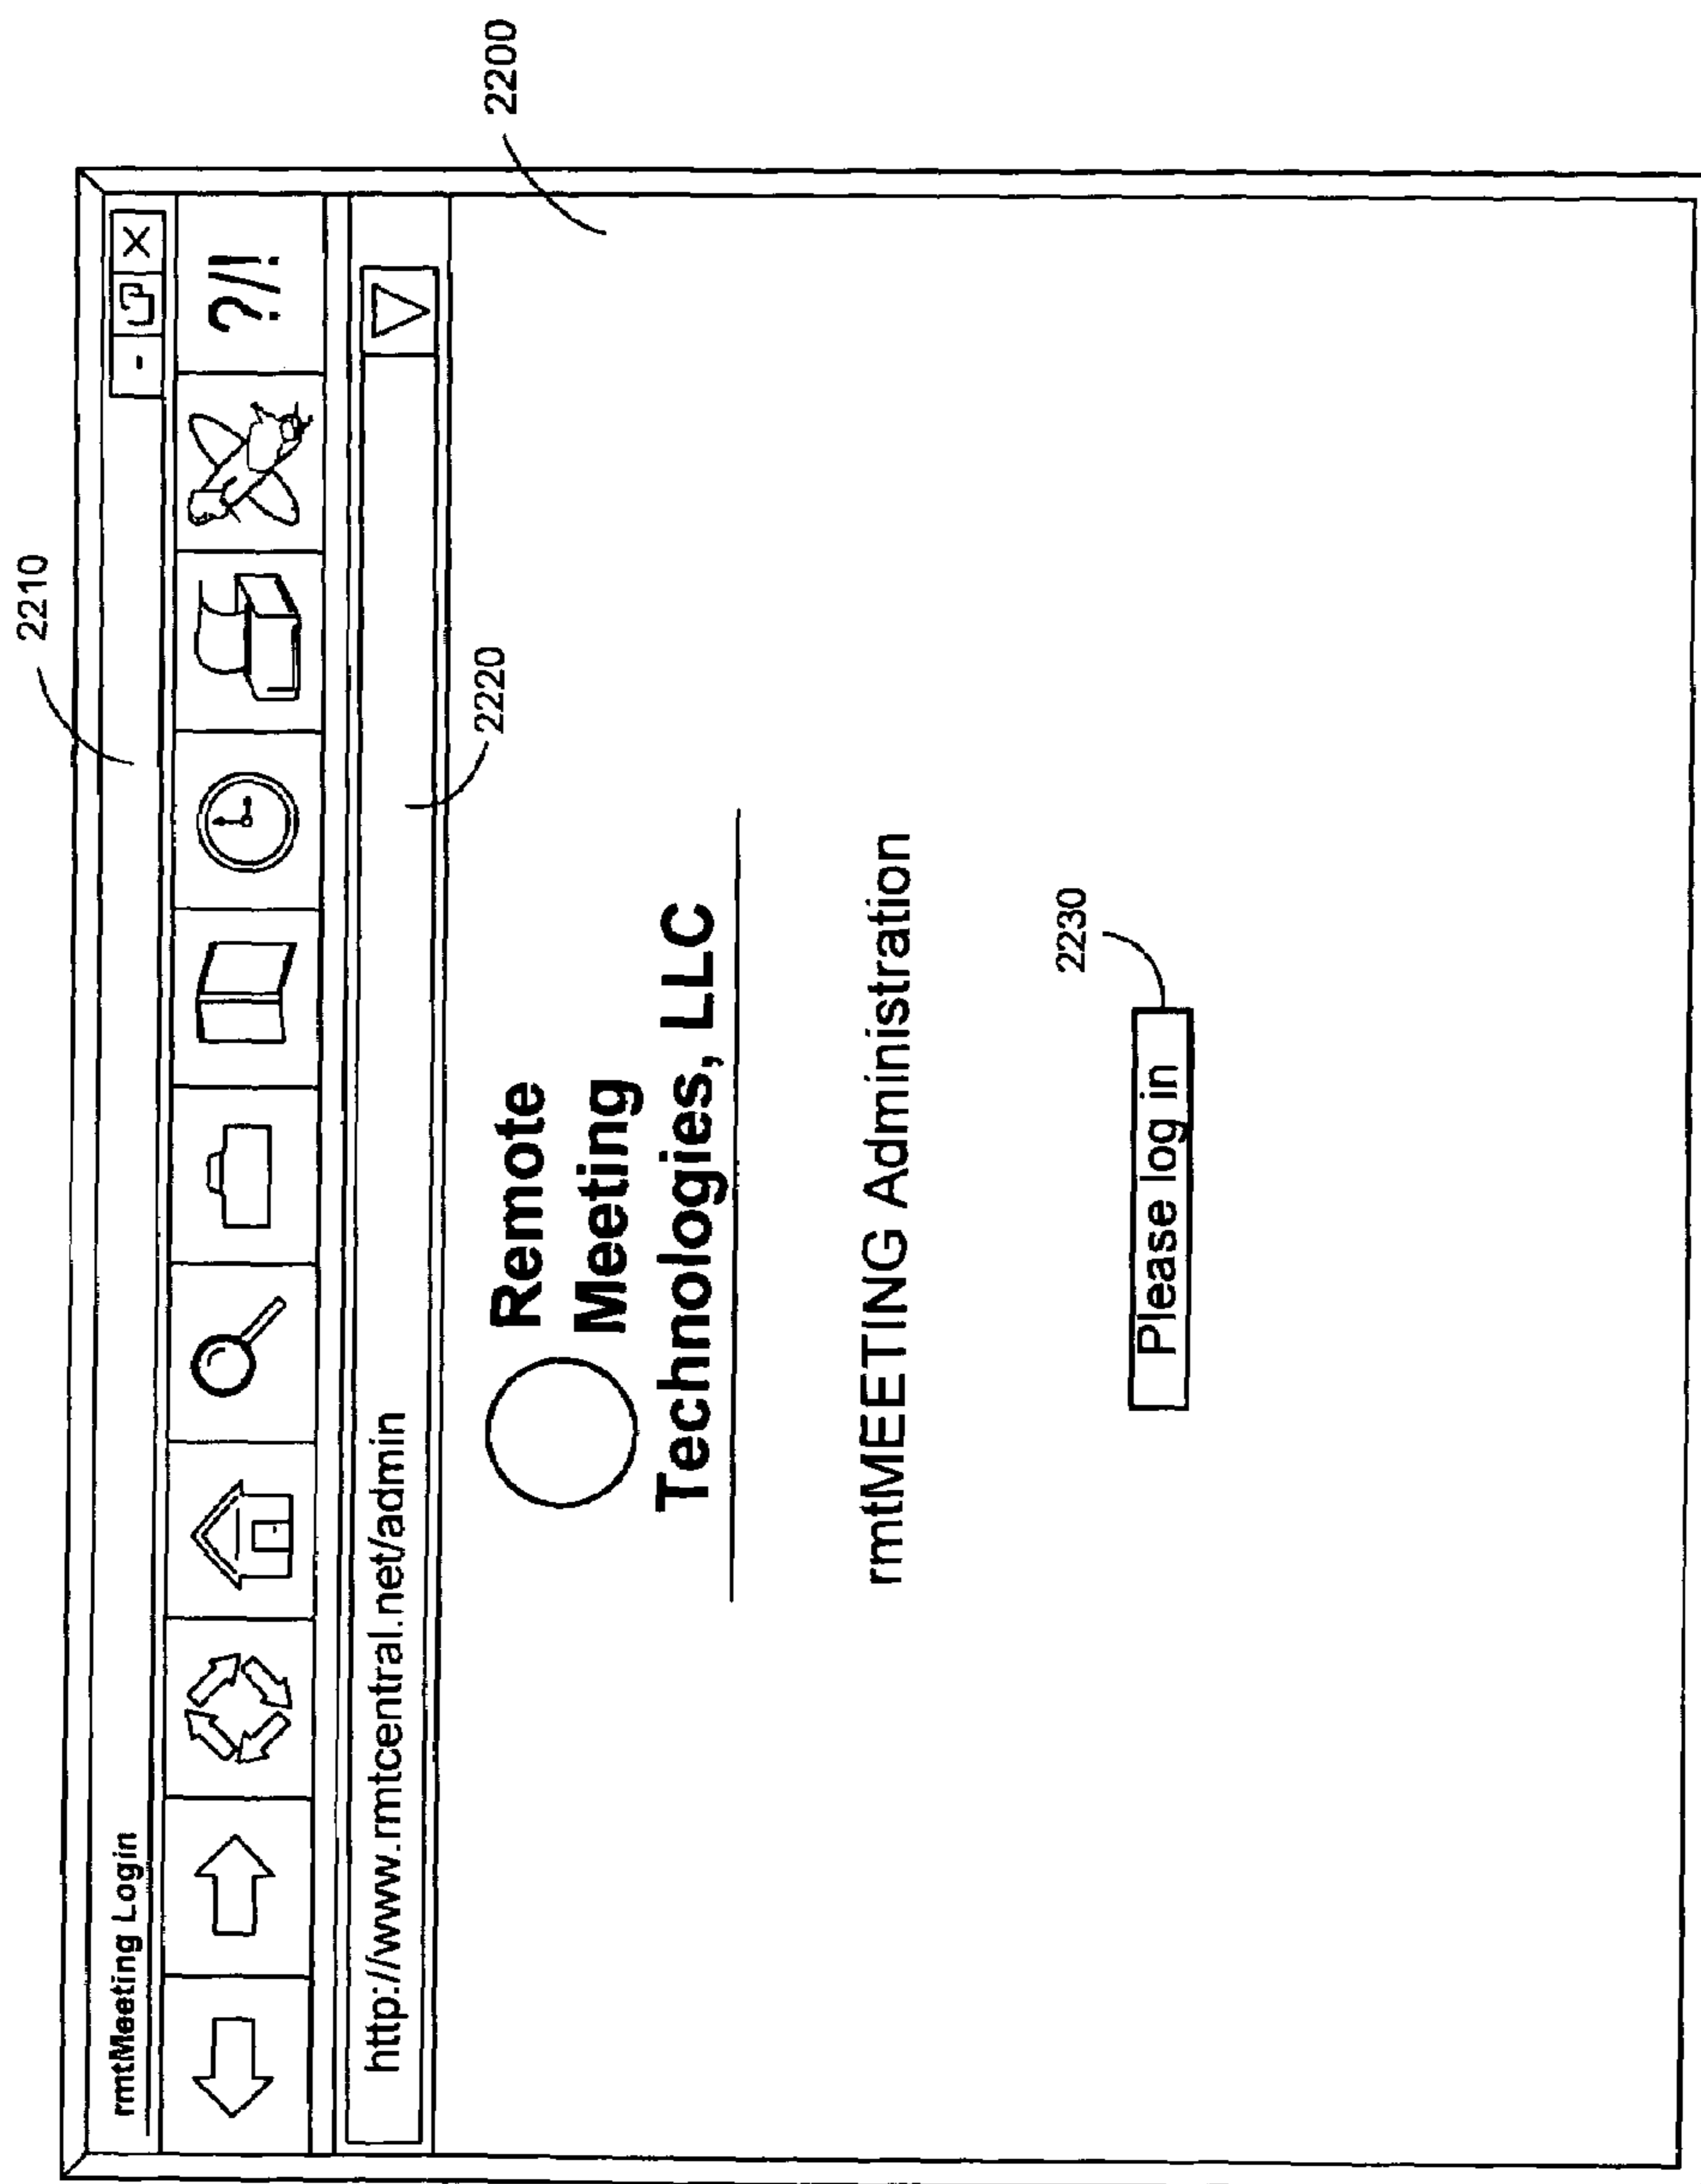 2210
rmtMeeting Login
- X
?/!
http://www.rmtcentral.net/admin
2220
2200
Remote
Meeting
Technologies, LLC
rmtMEETING Administration
2230
Please log in